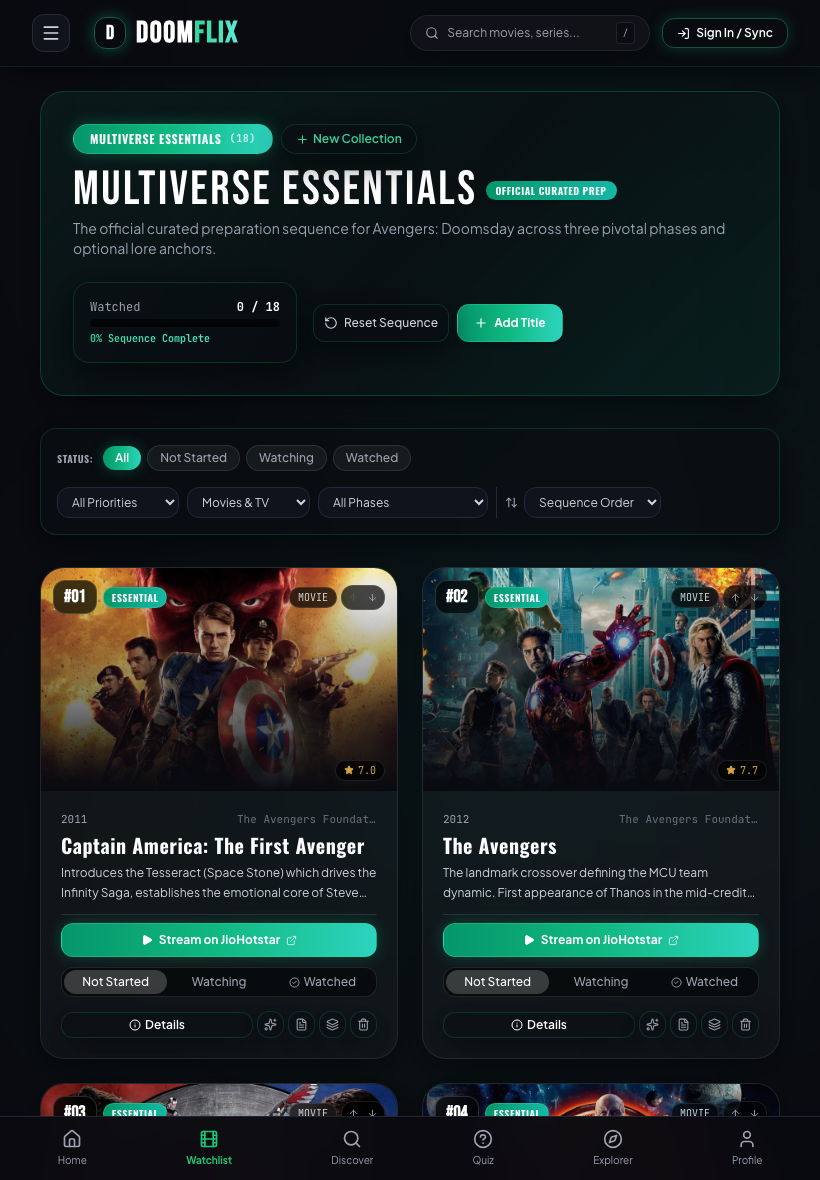 D DOOMFLIX
Search movies, series... /
Sign In / Sync
MULTIVERSE ESSENTIALS (18)
+ New Collection
MULTIVERSE ESSENTIALS OFFICIAL CURATED PREP
The official curated preparation sequence for Avengers: Doomsday across three pivotal phases and
optional lore anchors.
Watched 0 / 18
0% Sequence Complete
Reset Sequence
+ Add Title
STATUS: All Not Started Watching Watched
All Priorities Movies & TV All Phases Sequence Order
#01 ESSENTIAL MOVIE ↑ ↓
7.0
2011 The Avengers Foundat…
Captain America: The First Avenger
Introduces the Tesseract (Space Stone) which drives the
Infinity Saga, establishes the emotional core of Steve…
Stream on JioHotstar
Not Started Watching Watched
Details
#02 ESSENTIAL MOVIE ↑ ↓
7.7
2012 The Avengers Foundat…
The Avengers
The landmark crossover defining the MCU team
dynamic. First appearance of Thanos in the mid-credit…
Stream on JioHotstar
Not Started Watching Watched
Details
#03 ESSENTIAL MOVIE ↑ ↓
#04 ESSENTIAL MOVIE ↑ ↓
Home Watchlist Discover Quiz Explorer Profile